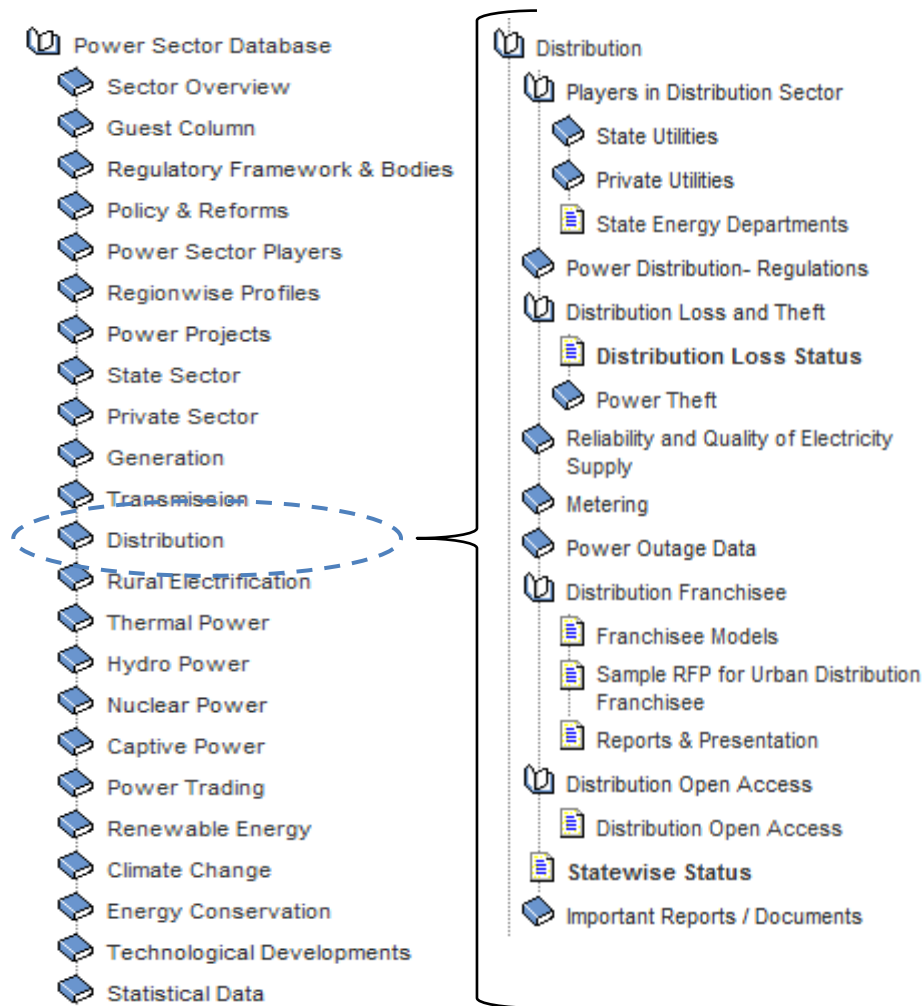 Power Sector Database
Sector Overview
Guest Column
Regulatory Framework & Bodies
Policy & Reforms
Power Sector Players
Regionwise Profiles
Power Projects
State Sector
Private Sector
Generation
Transmission
Distribution
Rural Electrification
Thermal Power
Hydro Power
Nuclear Power
Captive Power
Power Trading
Renewable Energy
Climate Change
Energy Conservation
Technological Developments
Statistical Data
Distribution
Players in Distribution Sector
State Utilities
Private Utilities
State Energy Departments
Power Distribution- Regulations
Distribution Loss and Theft
Distribution Loss Status
Power Theft
Reliability and Quality of Electricity
Supply
Metering
Power Outage Data
Distribution Franchisee
Franchisee Models
Sample RFP for Urban Distribution
Franchisee
Reports & Presentation
Distribution Open Access
Distribution Open Access
Statewise Status
Important Reports / Documents